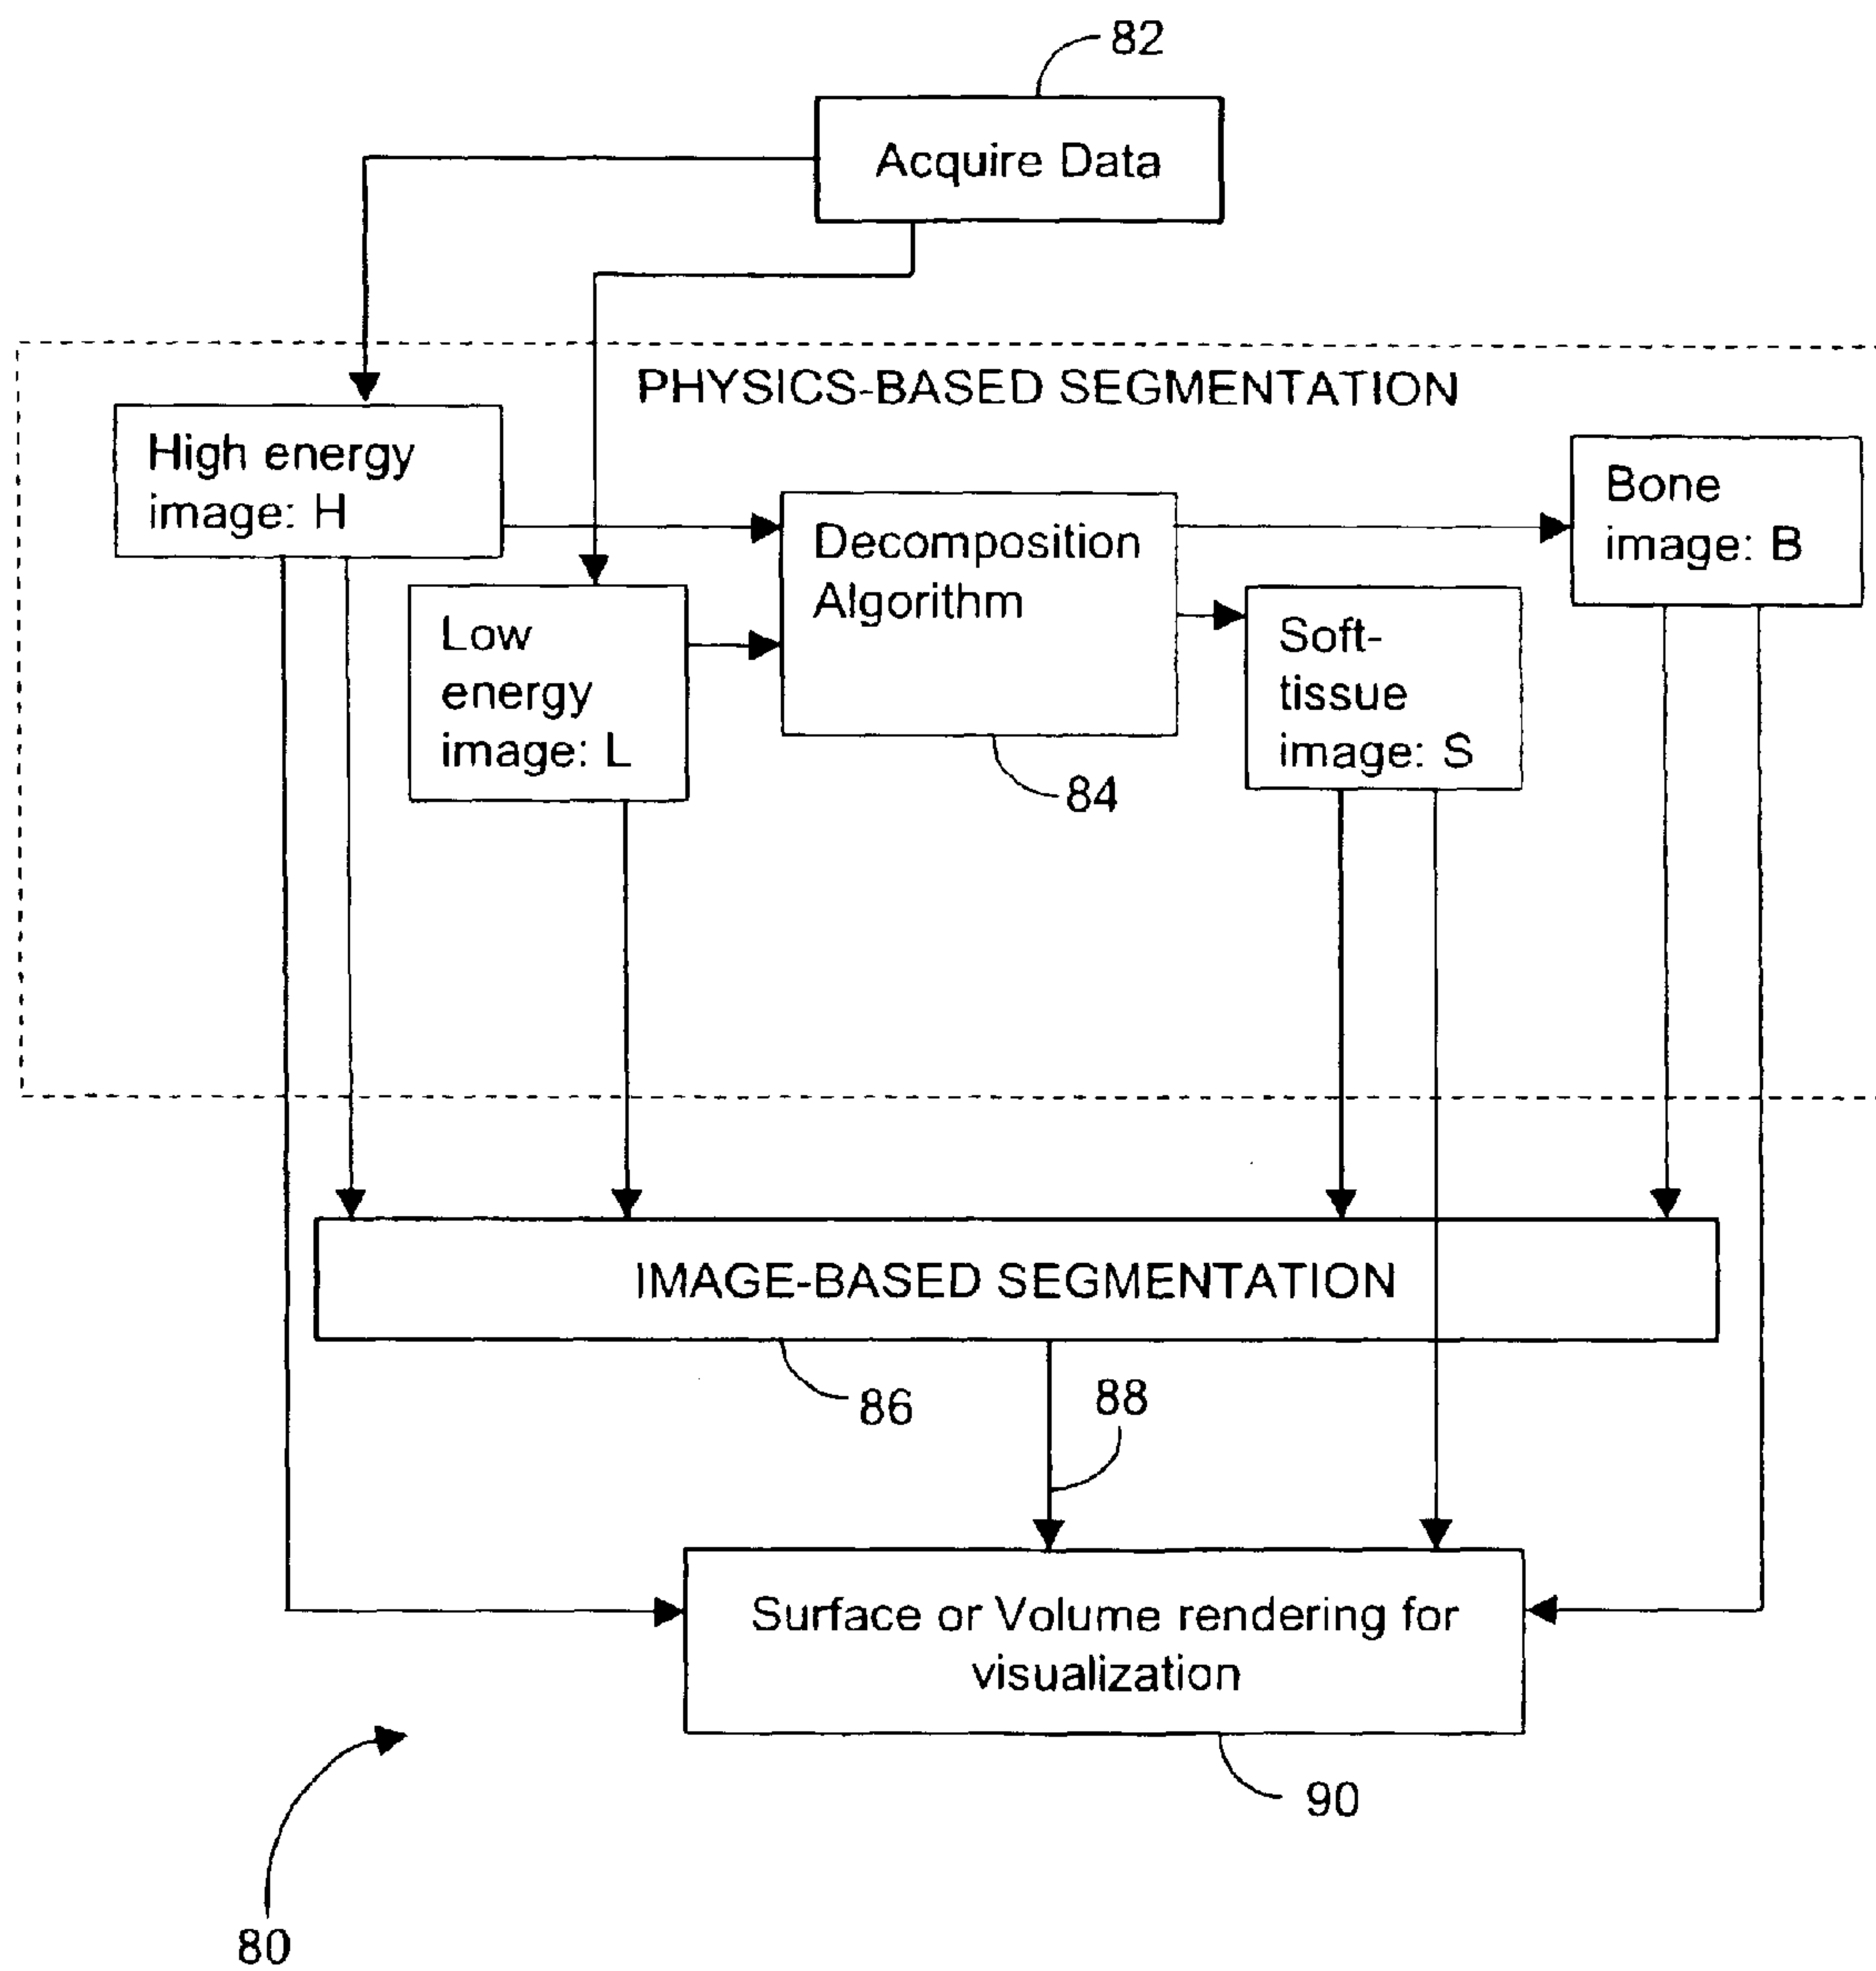 82
Acquire Data
PHYSICS-BASED SEGMENTATION
High energy
image: H
Low
energy
image: L
Decomposition
Algorithm
84
Soft-
tissue
image: S
Bone
image: B
IMAGE-BASED SEGMENTATION
86
88
Surface or Volume rendering for
visualization
90
80